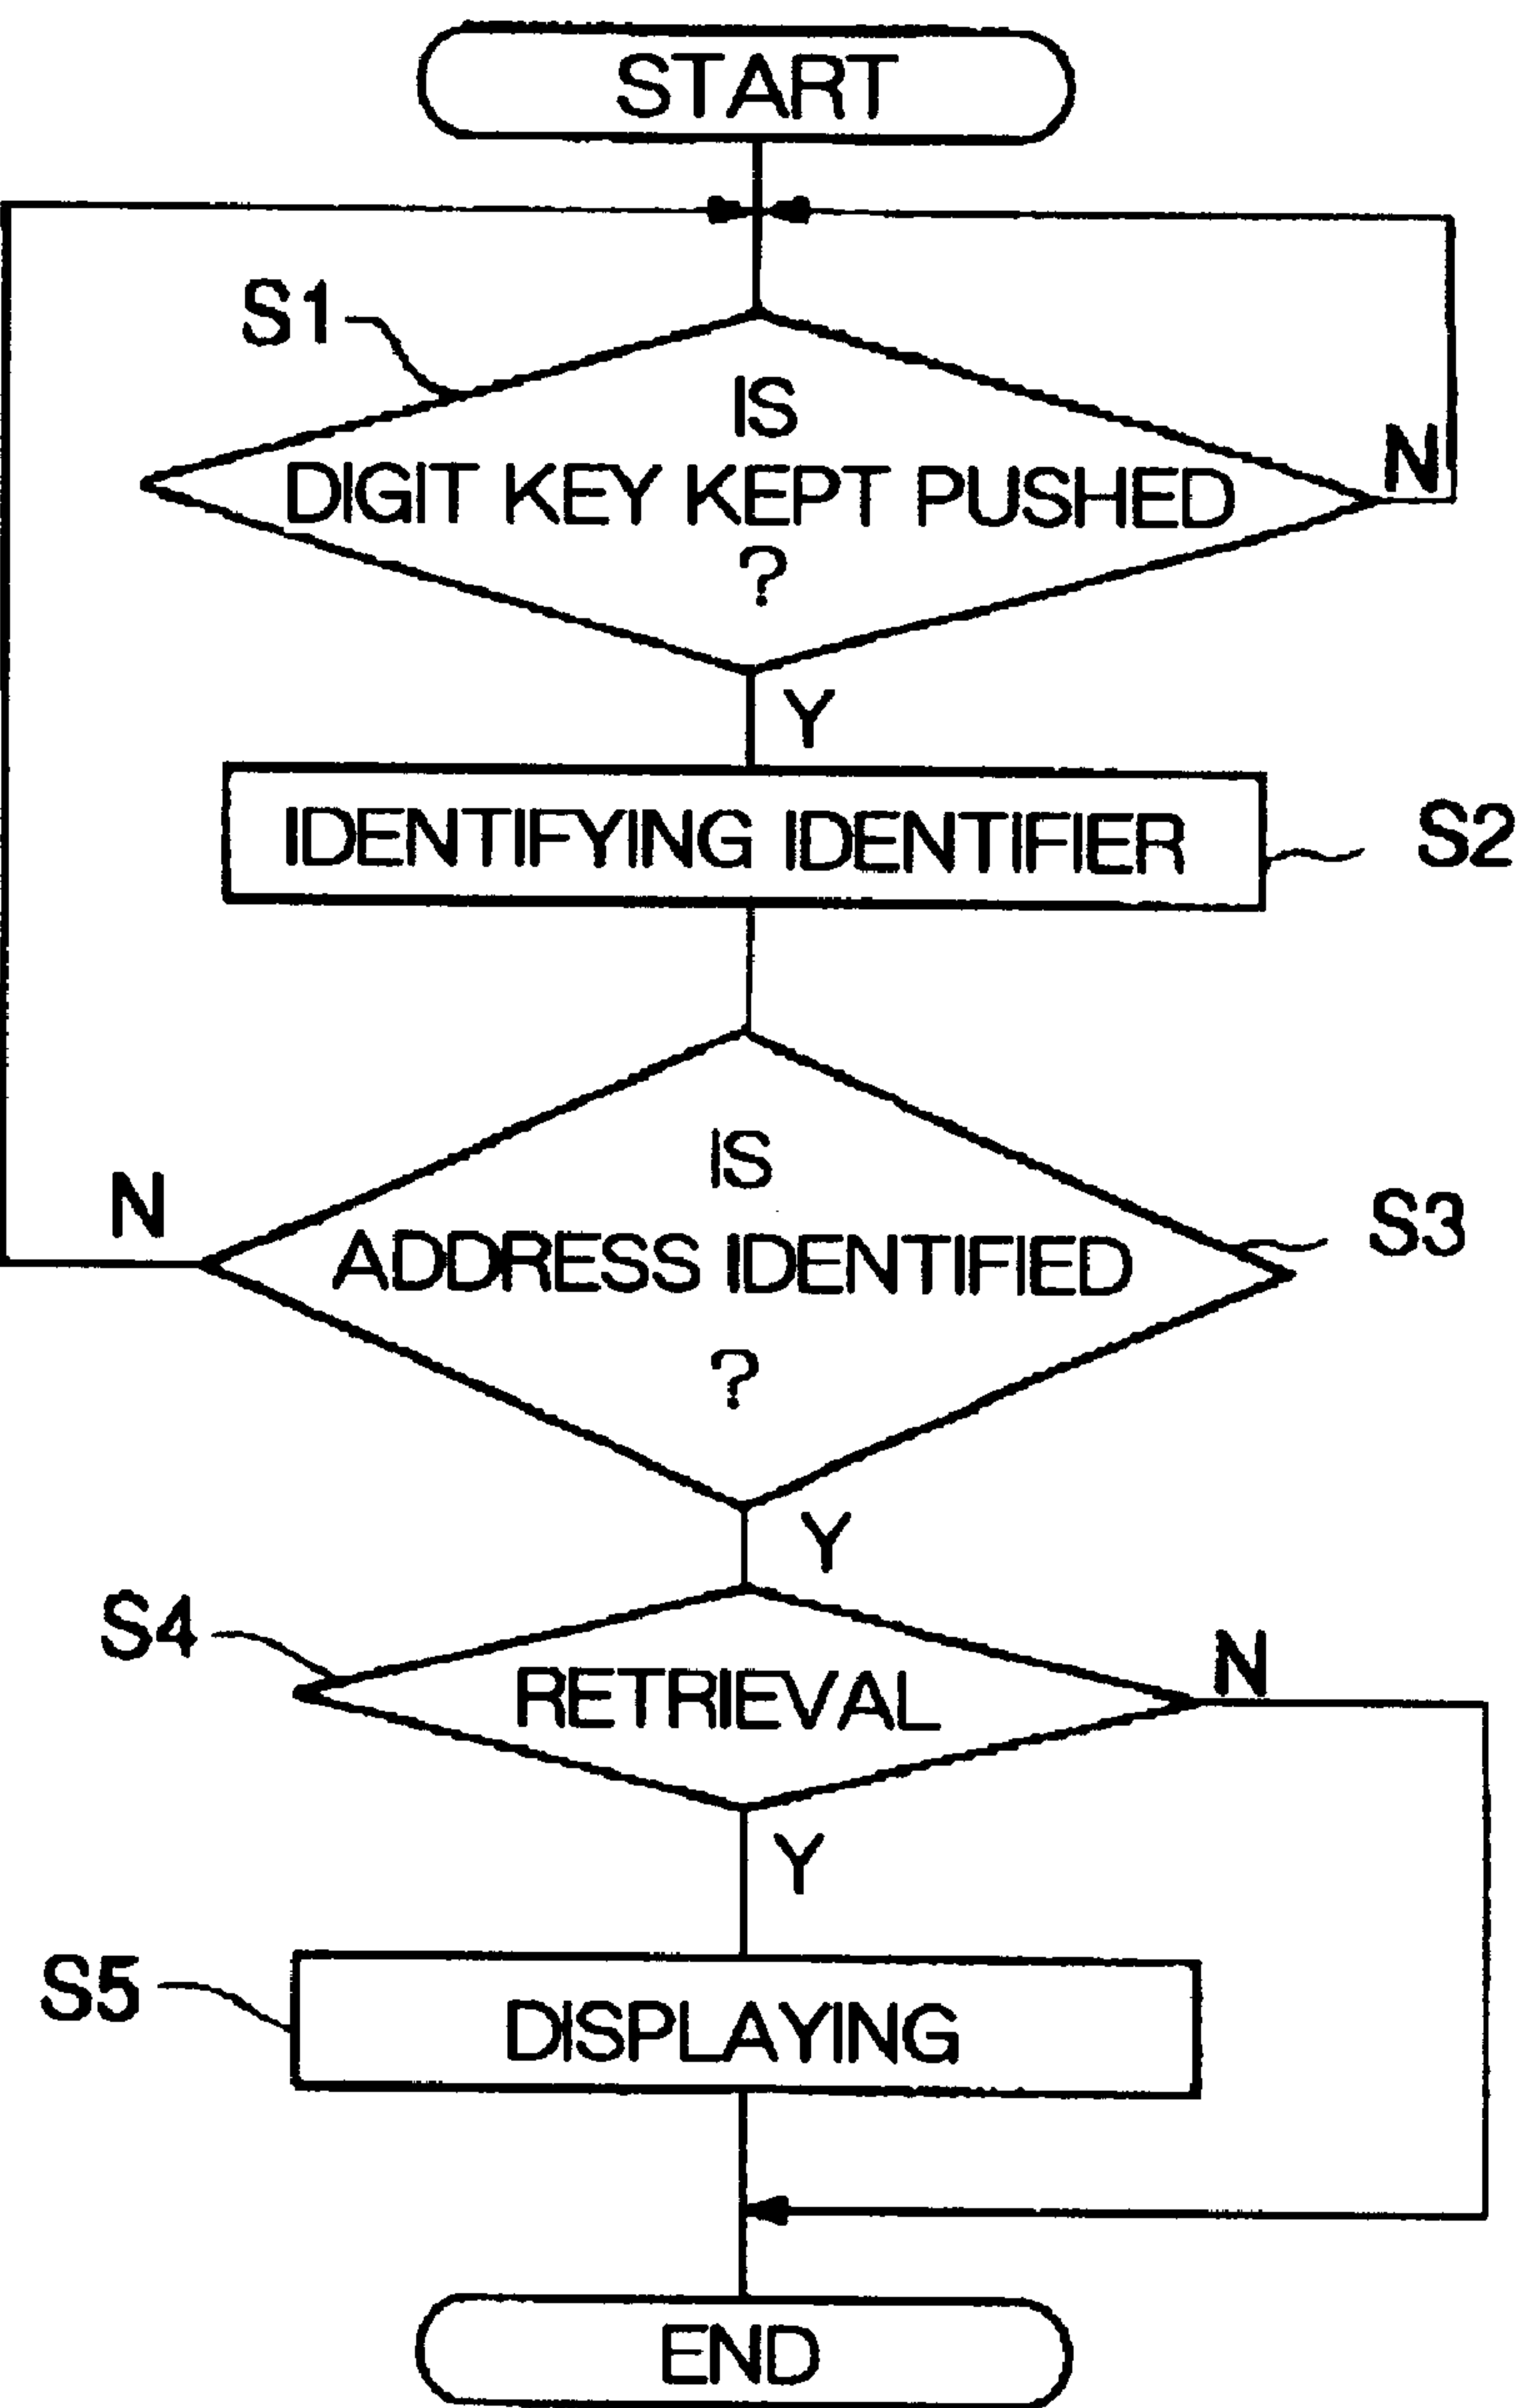 START
S1
IS
DIGIT KEY KEPT PUSHED
?
N
Y
IDENTIFYING IDENTIFIER
S2
IS
ADDRESS IDENTIFIED
?
N
S3
Y
S4
RETRIEVAL
N
Y
S5
DISPLAYING
END